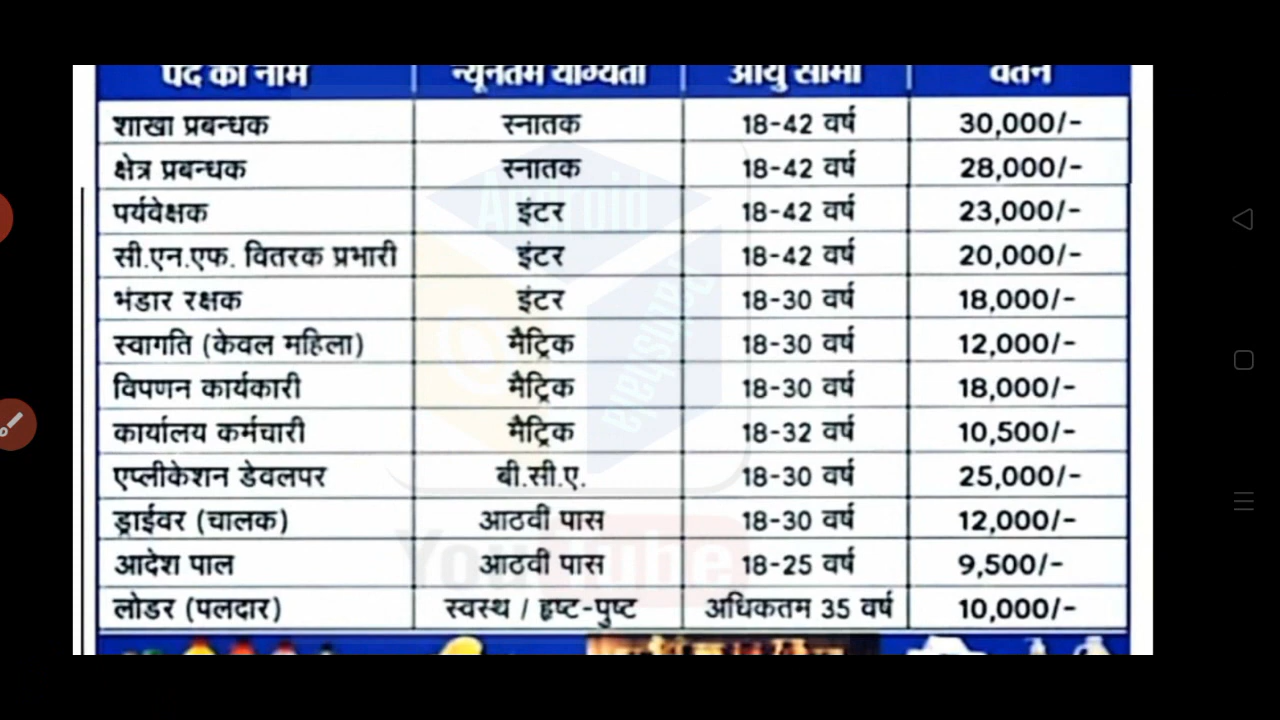 पद का नाम न्यूनतम योग्यता आयु सीमा वेतन
शाखा प्रबन्धक स्नातक 18-42 वर्ष 30,000/-
क्षेत्र प्रबन्धक स्नातक 18-42 वर्ष 28,000/-
पर्यवेक्षक इंटर 18-42 वर्ष 23,000/-
सी.एन.एफ. वितरक प्रभारी इंटर 18-42 वर्ष 20,000/-
भंडार रक्षक इंटर 18-30 वर्ष 18,000/-
स्वागति (केवल महिला) मैट्रिक 18-30 वर्ष 12,000/-
विपणन कार्यकारी मैट्रिक 18-30 वर्ष 18,000/-
कार्यालय कर्मचारी मैट्रिक 18-32 वर्ष 10,500/-
एप्लीकेशन डेवलपर बी.सी.ए. 18-30 वर्ष 25,000/-
ड्राईवर (चालक) आठवी पास 18-30 वर्ष 12,000/-
आदेश पाल आठवी पास 18-25 वर्ष 9,500/-
लोडर (पलदार) स्वस्थ / हृष्ट-पुष्ट अधिकतम 35 वर्ष 10,000/-
Android
Pathshala
YouTube